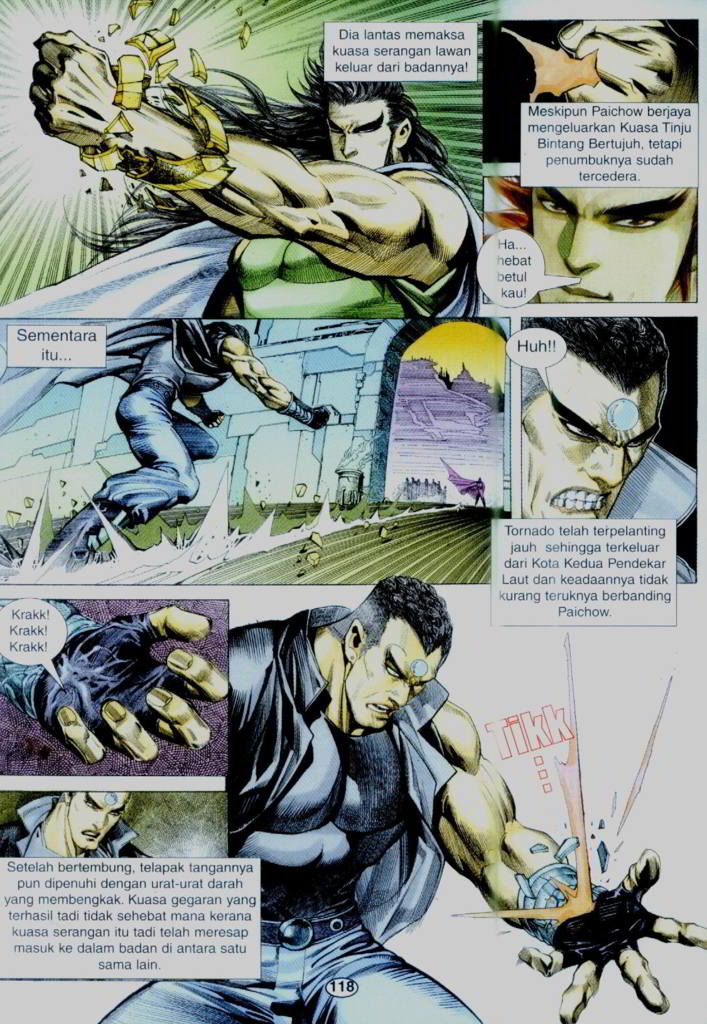 Dia lantas memaksa
kuasa serangan lawan
keluar dari badannya!
Meskipun Paichow berjaya
mengeluarkan Kuasa Tinju
Bintang Bertujuh, tetapi
penumbuknya sudah
tercedera.
Ha...
hebat
betul
kau!
Sementara
itu...
Huh!!
Tornado telah terpelanting
jauh sehingga terkeluar
dari Kota Kedua Pendekar
Laut dan keadaannya tidak
kurang teruknya berbanding
Paichow.
Krakk!
Krakk!
Krakk!
Tikk
...
Setelah bertembung, telapak tangannya
pun dipenuhi dengan urat-urat darah
yang membengkak. Kuasa gegaran yang
terhasil tadi tidak sehebat mana kerana
kuasa serangan itu tadi telah meresap
masuk ke dalam badan di antara satu
sama lain.
118